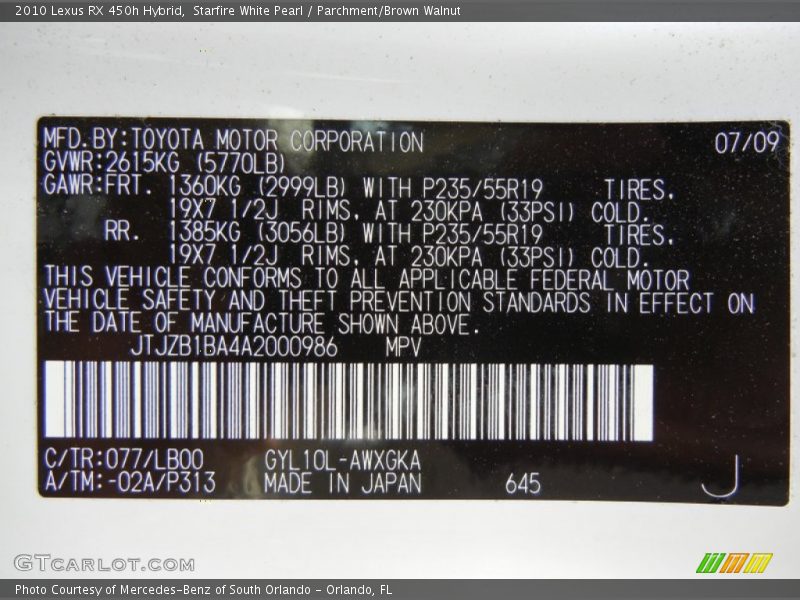 2010 Lexus RX 450h Hybrid, Starfire White Pearl / Parchment/Brown Walnut
MFD.BY:TOYOTA MOTOR CORPORATION 07/09
GVWR:2615KG (5770LB)
GAWR:FRT. 1360KG (2999LB) WITH P235/55R19 TIRES,
19X7 1/2J RIMS, AT 230KPA (33PSI) COLD.
RR. 1385KG (3056LB) WITH P235/55R19 TIRES,
19X7 1/2J RIMS, AT 230KPA (33PSI) COLD.
THIS VEHICLE CONFORMS TO ALL APPLICABLE FEDERAL MOTOR
VEHICLE SAFETY AND THEFT PREVENTION STANDARDS IN EFFECT ON
THE DATE OF MANUFACTURE SHOWN ABOVE.
JTJZB1BA4A2000986 MPV
C/TR:077/LB00 GYL10L-AWXGKA
A/TM:-02A/P313 MADE IN JAPAN 645 J
GTCARLOT.COM
Photo Courtesy of Mercedes-Benz of South Orlando - Orlando, FL